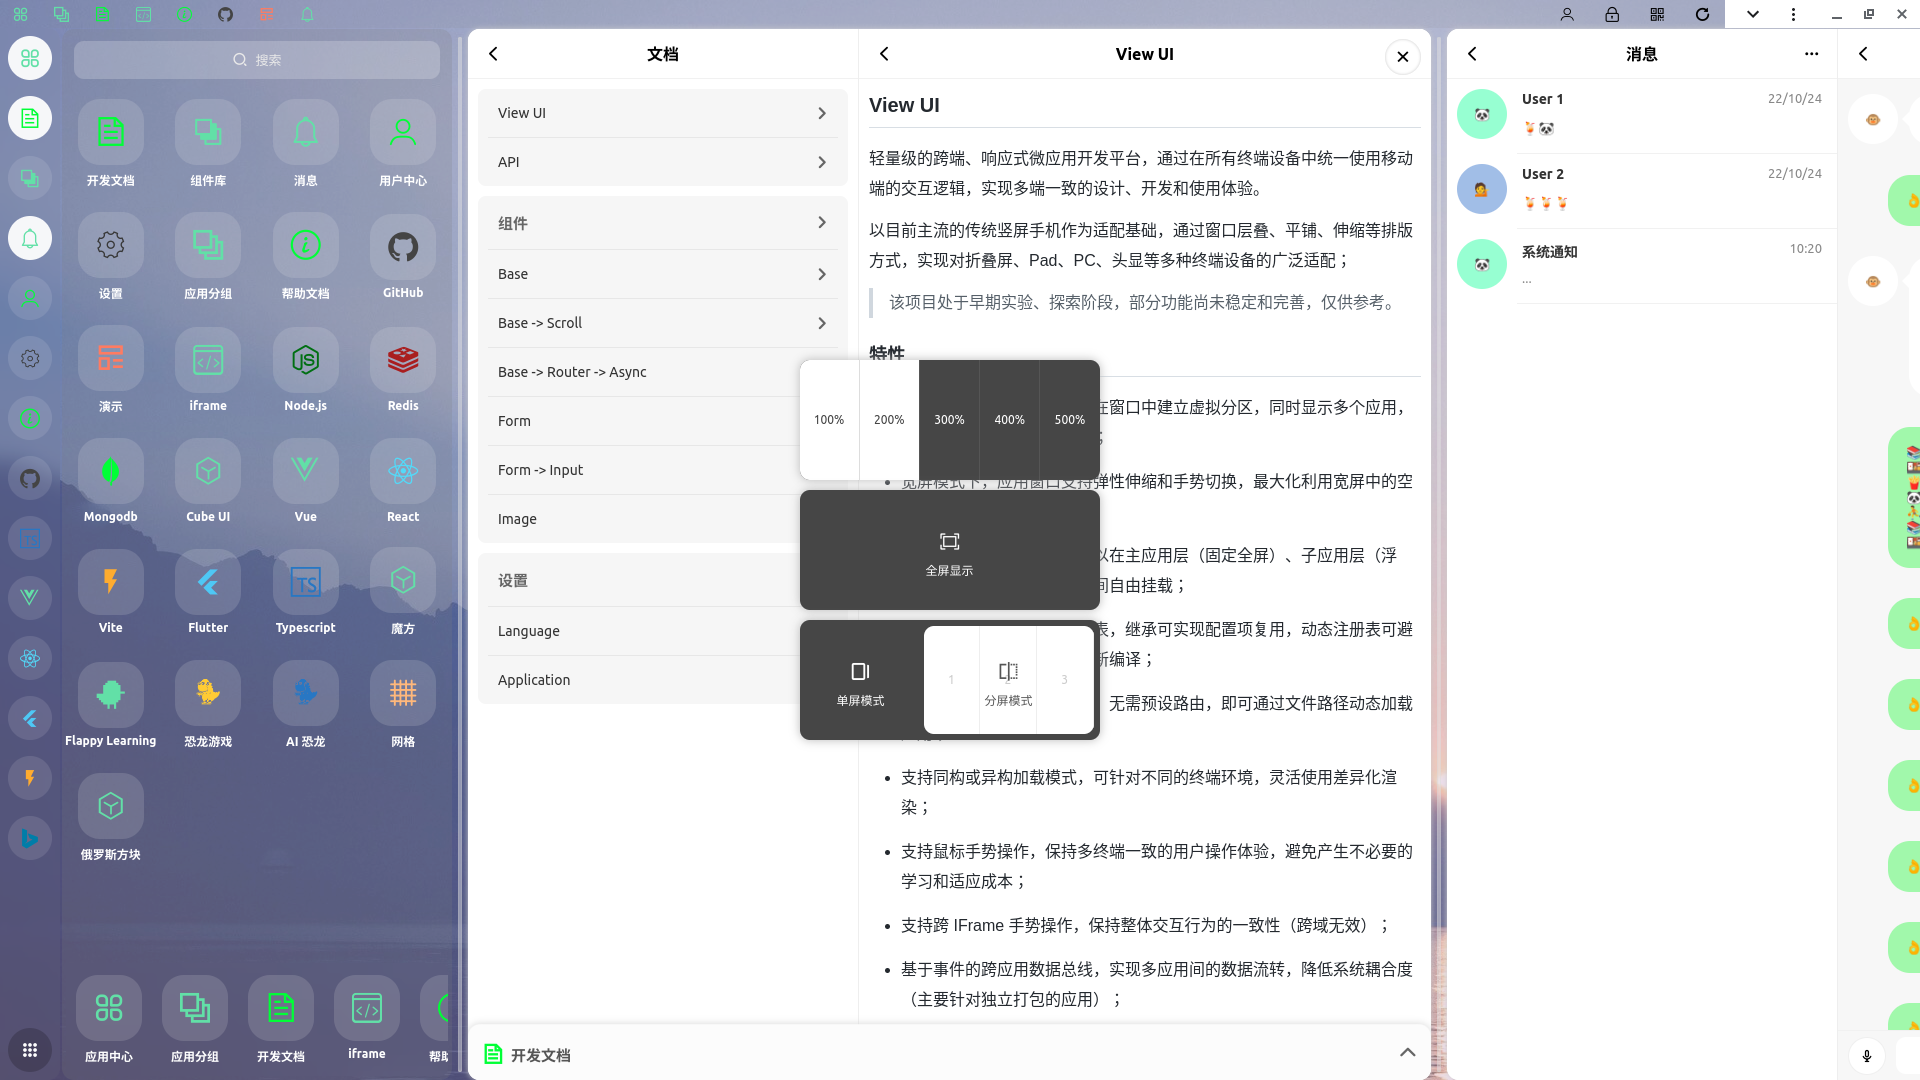 搜索
开发文档
组件库
消息
用户中心
设置
应用分组
帮助文档
GitHub
演示
iframe
Node.js
Redis
Mongodb
Cube UI
Vue
React
Vite
Flutter
Typescript
魔方
Flappy Learning
恐龙游戏
AI 恐龙
网格
俄罗斯方块
应用中心
应用分组
开发文档
iframe
文档
View UI
API
组件
Base
Base -> Scroll
Base -> Router -> Async
Form
Form -> Input
Image
设置
Language
Application
开发文档
View UI
View UI
轻量级的跨端、响应式微应用开发平台，通过在所有终端设备中统一使用移动
端的交互逻辑，实现多端一致的设计、开发和使用体验。
以目前主流的传统竖屏手机作为适配基础，通过窗口层叠、平铺、伸缩等排版
方式，实现对折叠屏、Pad、PC、头显等多种终端设备的广泛适配；
该项目处于早期实验、探索阶段，部分功能尚未稳定和完善，仅供参考。
特性
在窗口中建立虚拟分区，同时显示多个应用，
；
宽屏模式下，应用窗口支持弹性伸缩和手势切换，最大化利用宽屏中的空
以在主应用层（固定全屏）、子应用层（浮
间自由挂载；
表，继承可实现配置项复用，动态注册表可避
新编译；
无需预设路由，即可通过文件路径动态加载
支持同构或异构加载模式，可针对不同的终端环境，灵活使用差异化渲
染；
支持鼠标手势操作，保持多终端一致的用户操作体验，避免产生不必要的
学习和适应成本；
支持跨 IFrame 手势操作，保持整体交互行为的一致性（跨域无效）；
基于事件的跨应用数据总线，实现多应用间的数据流转，降低系统耦合度
（主要针对独立打包的应用）；
100%
200%
300%
400%
500%
全屏显示
单屏模式
1
分屏模式
3
消息
User 1
22/10/24
User 2
22/10/24
系统通知
10:20
...